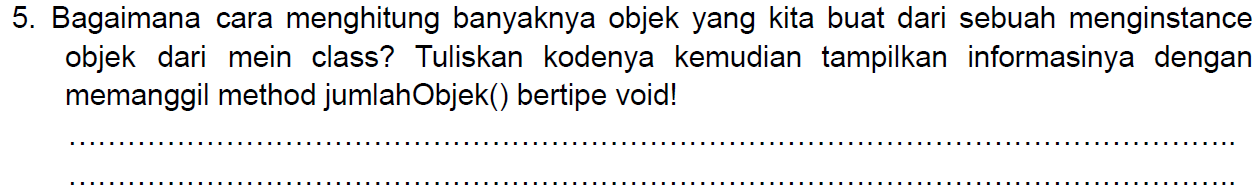 5. Bagaimana cara menghitung banyaknya objek yang kita buat dari sebuah menginstance
objek dari mein class? Tuliskan kodenya kemudian tampilkan informasinya dengan
memanggil method jumlahObjek() bertipe void!
…………………………………………………………………………………………………………..
…………………………………………………………………………………………………………..